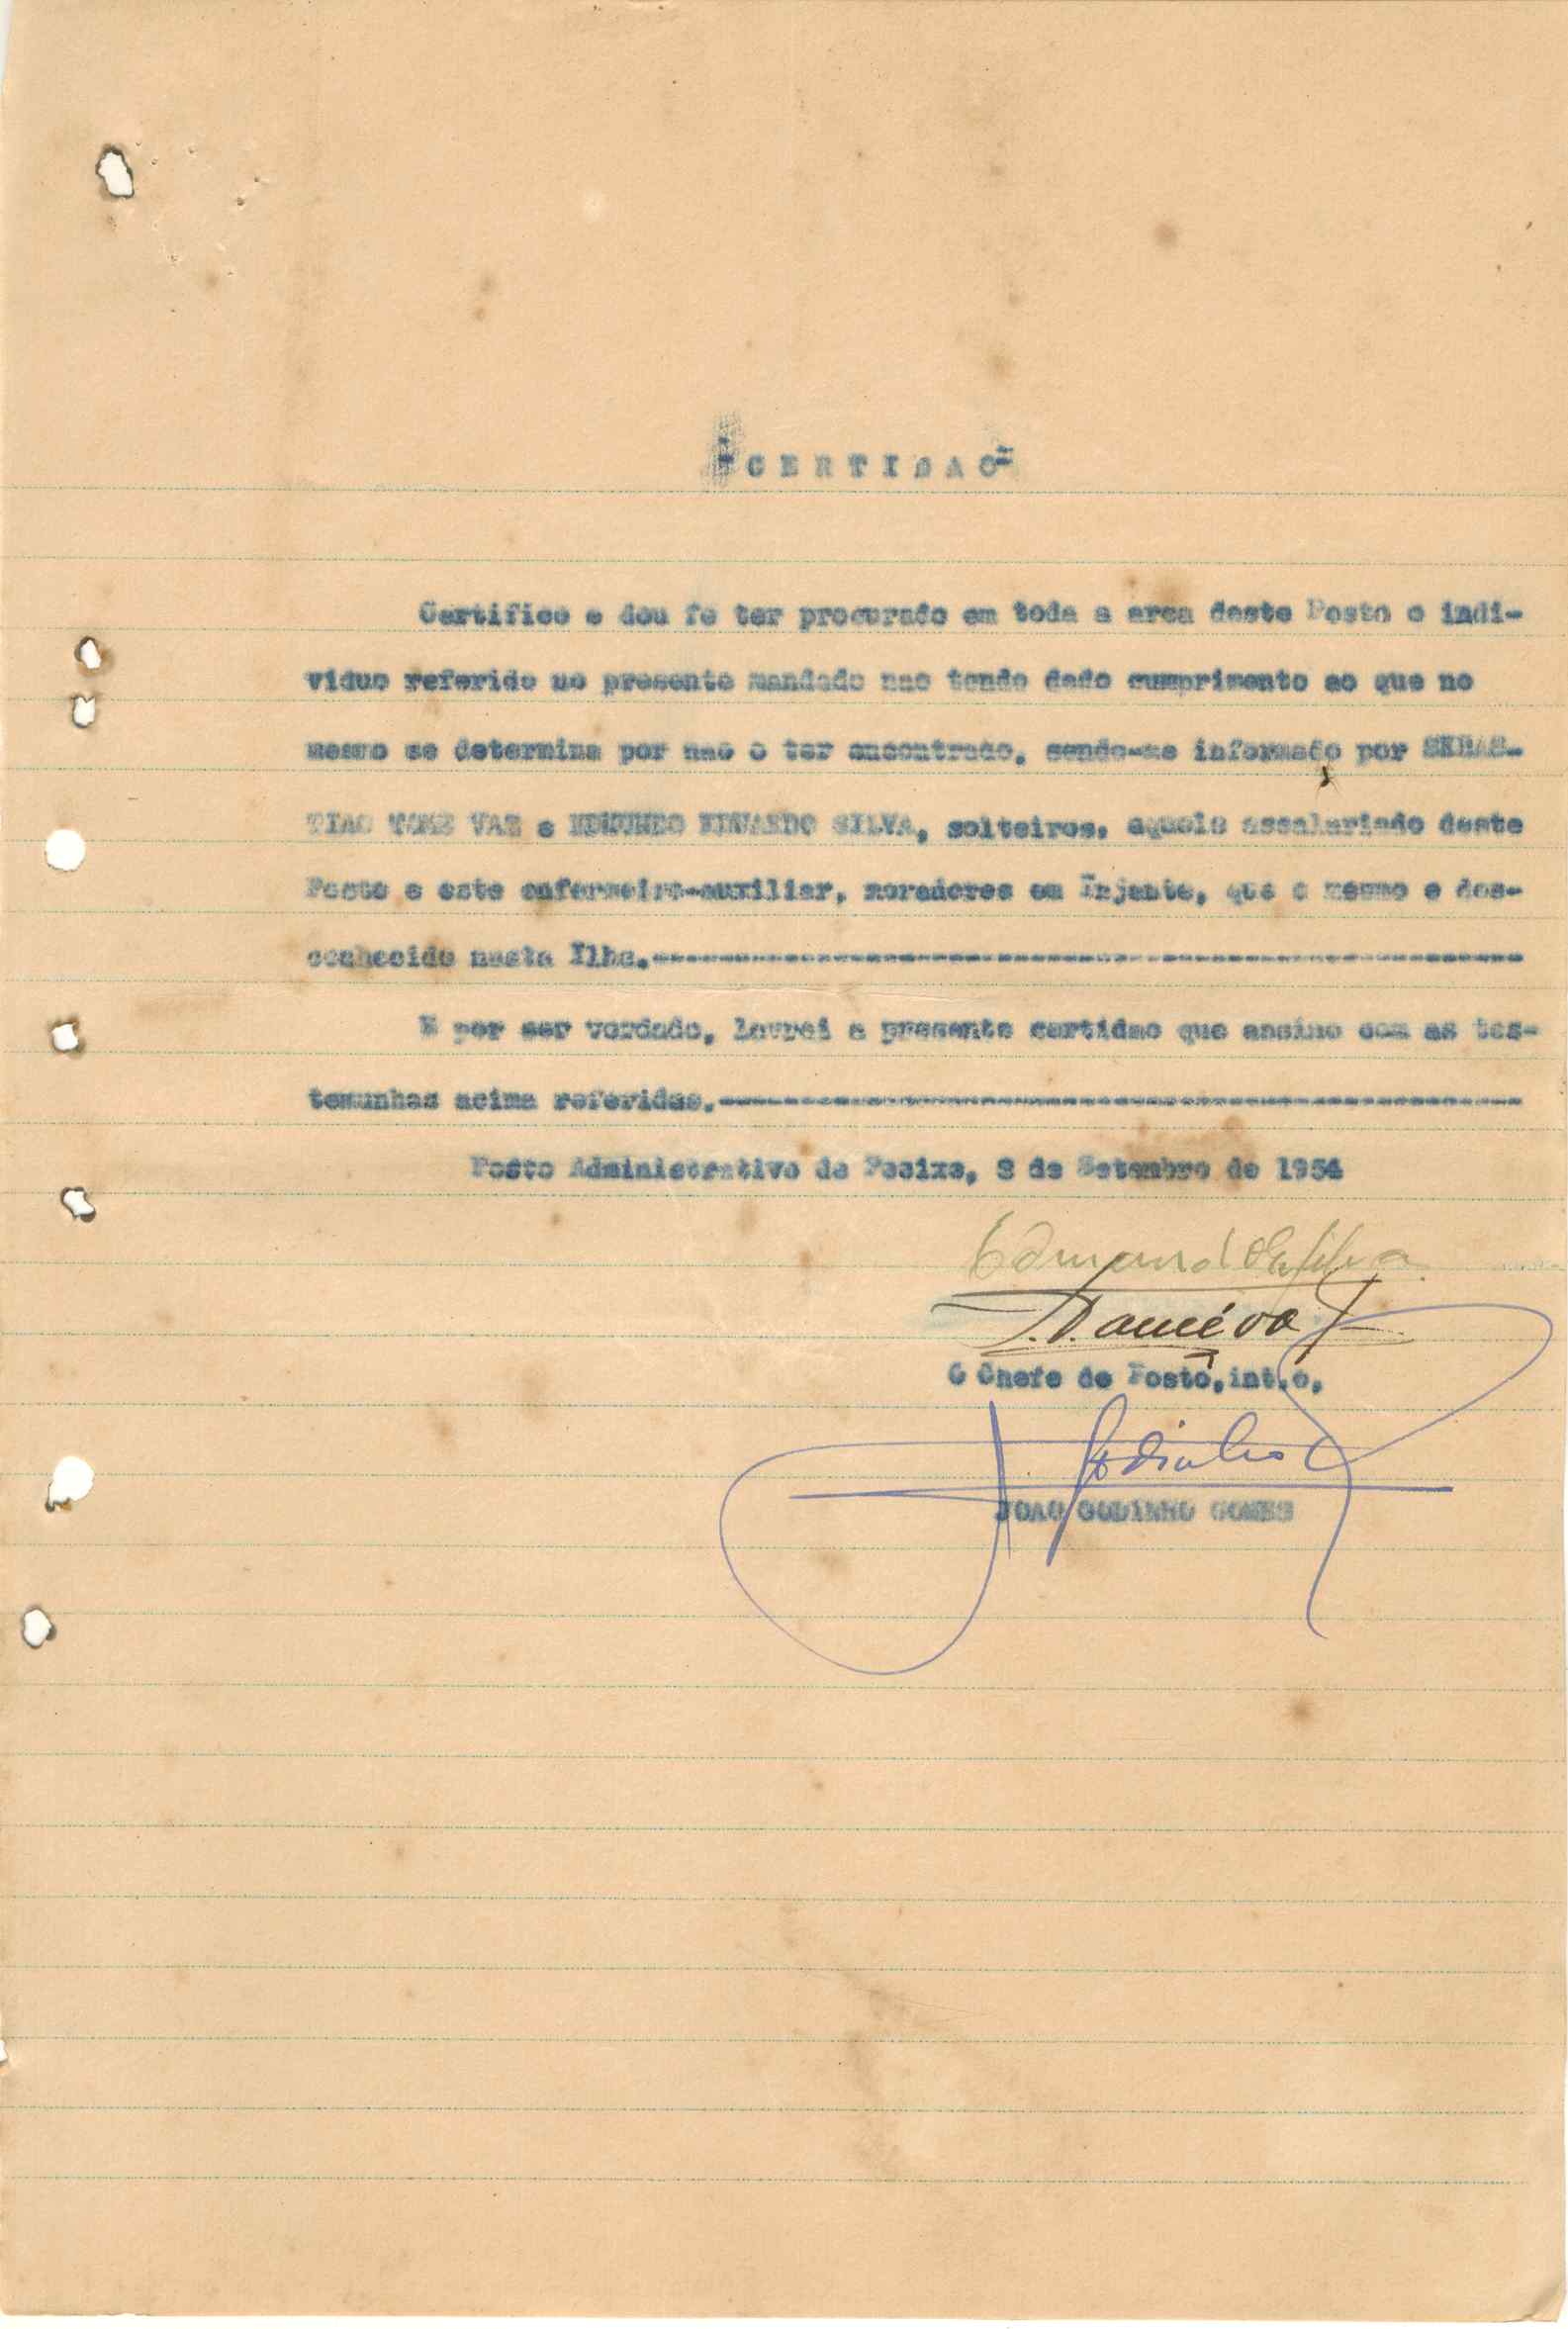 =CERTIDAO=
Certifico e dou fe ter procurado em toda a area deste Posto o indi-
viduo referido no presente mandado nao tendo dado cumprimento ao que no
mesmo se determina por nao o ter encontrado, sendo-me informado por SEBAS-
TIAO TOME VAZ e EDMUNDO EDUARDO SILVA, solteiros, aquele assalariado deste
Posto e este enfermeiro-auxiliar, moradores em Injante, que o mesmo e des-
conhecido nesta Ilha.
E por ser verdade, lavrei a presente certidao que assino com as tes-
temunhas acima referidas.
Posto Administrativo de Pecixe, 8 de Setembro de 1954
O Chefe de Posto, int.o,
Godinho
JOAO GODINHO GOMES